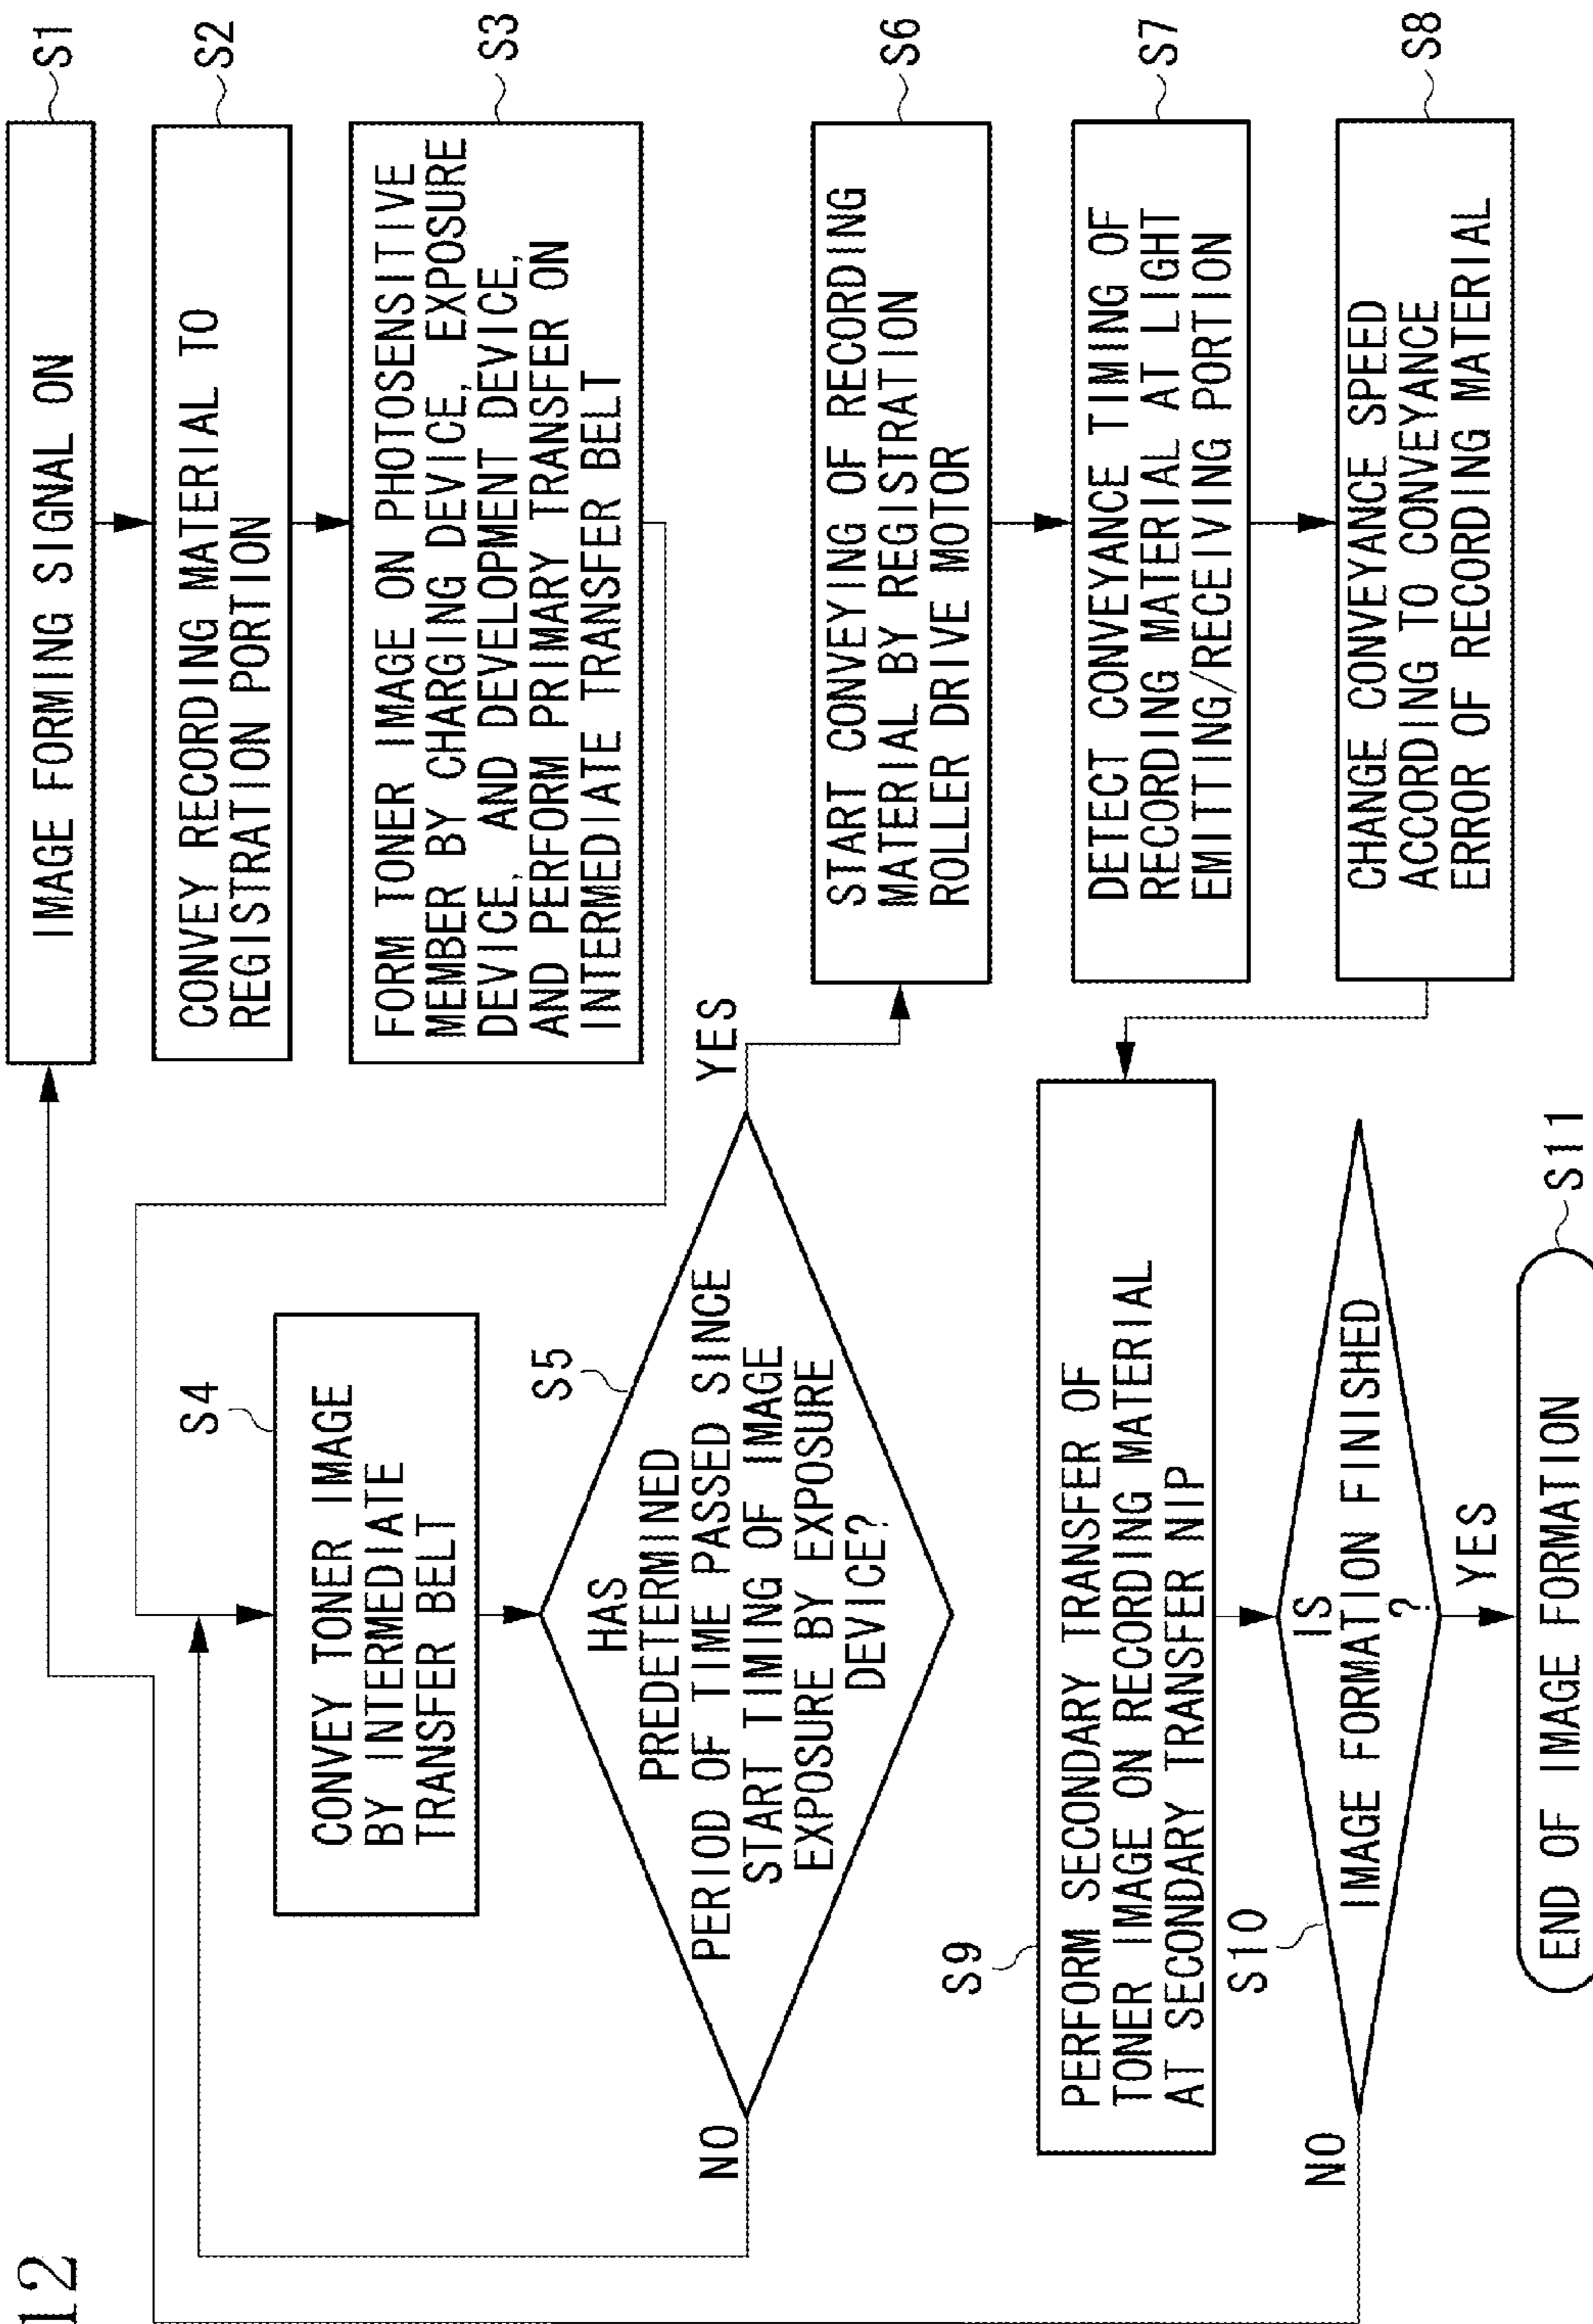 12
IMAGE FORMING SIGNAL ON
S1
CONVEY RECORDING MATERIAL TO
REGISTRATION PORTION
S2
FORM TONER IMAGE ON PHOTOSENSITIVE
MEMBER BY CHARGING DEVICE, EXPOSURE
DEVICE, AND DEVELOPMENT DEVICE,
AND PERFORM PRIMARY TRANSFER ON
INTERMEDIATE TRANSFER BELT
S3
S4
CONVEY TONER IMAGE
BY INTERMEDIATE
TRANSFER BELT
S5
HAS
PREDETERMINED
PERIOD OF TIME PASSED SINCE
START TIMING OF IMAGE
EXPOSURE BY EXPOSURE
DEVICE?
NO
YES
START CONVEYING OF RECORDING
MATERIAL BY REGISTRATION
ROLLER DRIVE MOTOR
S6
DETECT CONVEYANCE TIMING OF
RECORDING MATERIAL AT LIGHT
EMITTING/RECEIVING PORTION
S7
CHANGE CONVEYANCE SPEED
ACCORDING TO CONVEYANCE
ERROR OF RECORDING MATERIAL
S8
S9
PERFORM SECONDARY TRANSFER OF
TONER IMAGE ON RECORDING MATERIAL
AT SECONDARY TRANSFER NIP
S10
IS
IMAGE FORMATION FINISHED
?
NO
YES
END OF IMAGE FORMATION
S11